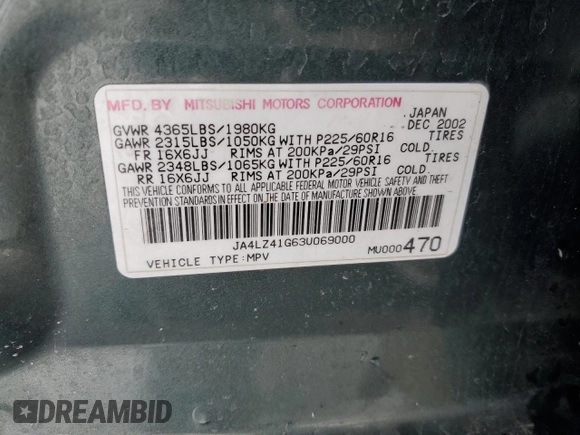 MFD. BY MITSUBISHI MOTORS CORPORATION
JAPAN
GVWR 4365LBS/1980KG DEC 2002
GAWR 2315LBS/1050KG WITH P225/60R16 TIRES
FR 16X6JJ RIMS AT 200KPa/29PSI COLD.
GAWR 2348LBS/1065KG WITH P225/60R16 TIRES
RR 16X6JJ RIMS AT 200KPa/29PSI COLD.
THIS VEHICLE CONFORMS TO ALL APPLICABLE FEDERAL MOTOR VEHICLE SAFETY AND THEFT
PREVENTION STANDARDS IN EFFECT ON THE DATE OF MANUFACTURE SHOWN ABOVE.
JA4LZ41G63U069000
VEHICLE TYPE:MPV MU000470
DREAMBID